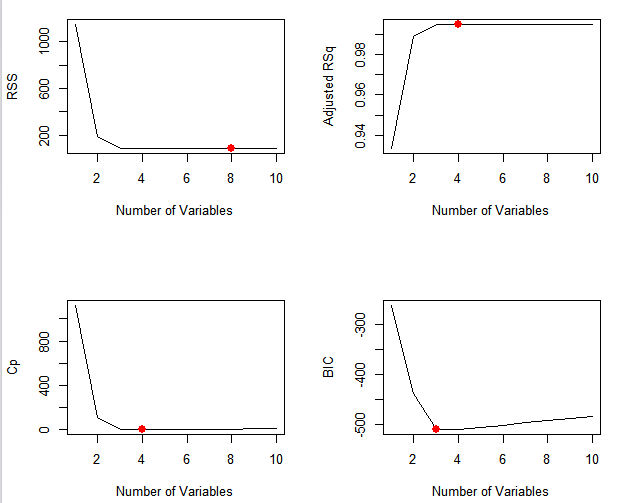 RSS
200 600 1000
2 4 6 8 10
Number of Variables
Adjusted RSq
0.94 0.96 0.98
2 4 6 8 10
Number of Variables
Cp
0 400 800
2 4 6 8 10
Number of Variables
BIC
-500 -400 -300
2 4 6 8 10
Number of Variables